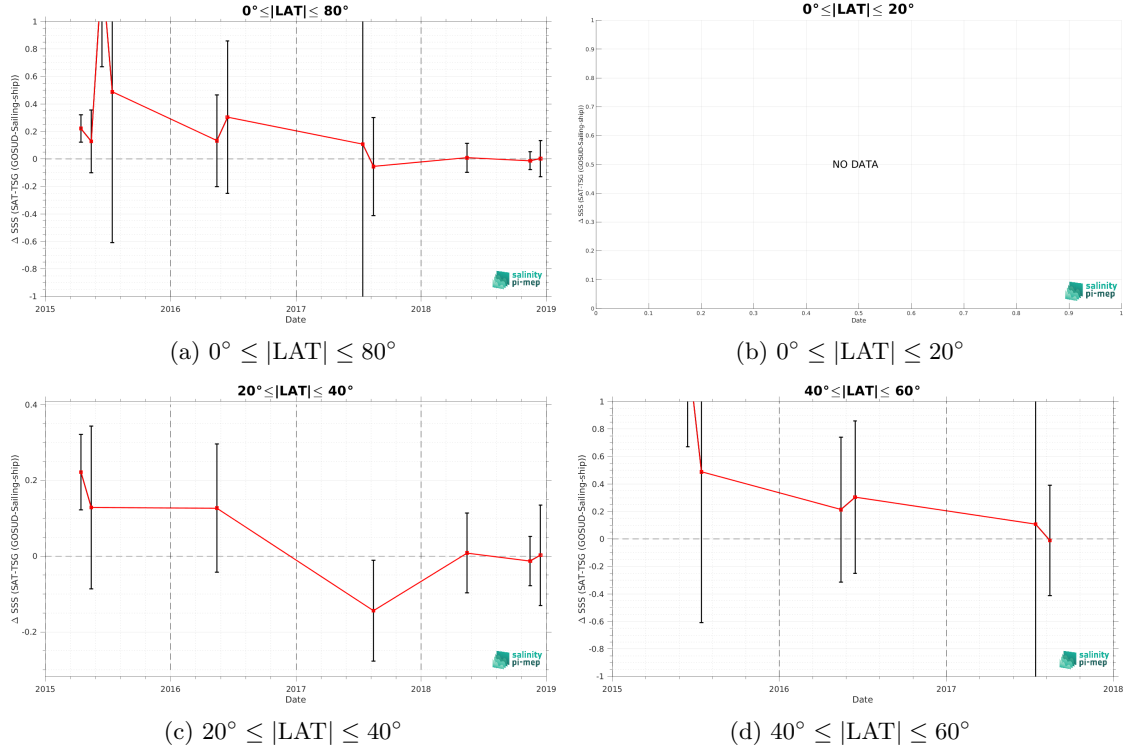 0°≤|LAT|≤ 80°
1
0.8
0.6
0.4
0.2
0
-0.2
-0.4
-0.6
-0.8
-1
Δ SSS (SAT-TSG (GOSUD-Sailing-ship))
2015 2016 2017 2018 2019
Date
salinity
pi-mep
(a) 0° ≤ |LAT| ≤ 80°
0°≤|LAT|≤ 20°
1
0.9
0.8
0.7
0.6
0.5
0.4
0.3
0.2
0.1
0
Δ SSS (SAT-TSG (GOSUD-Sailing-ship))
NO DATA
0 0.1 0.2 0.3 0.4 0.5 0.6 0.7 0.8 0.9 1
Date
salinity
pi-mep
(b) 0° ≤ |LAT| ≤ 20°
20°≤|LAT|≤ 40°
0.4
0.2
0
-0.2
Δ SSS (SAT-TSG (GOSUD-Sailing-ship))
2015 2016 2017 2018 2019
Date
salinity
pi-mep
(c) 20° ≤ |LAT| ≤ 40°
40°≤|LAT|≤ 60°
1
0.8
0.6
0.4
0.2
0
-0.2
-0.4
-0.6
-0.8
-1
Δ SSS (SAT-TSG (GOSUD-Sailing-ship))
2015 2016 2017 2018
Date
salinity
pi-mep
(d) 40° ≤ |LAT| ≤ 60°